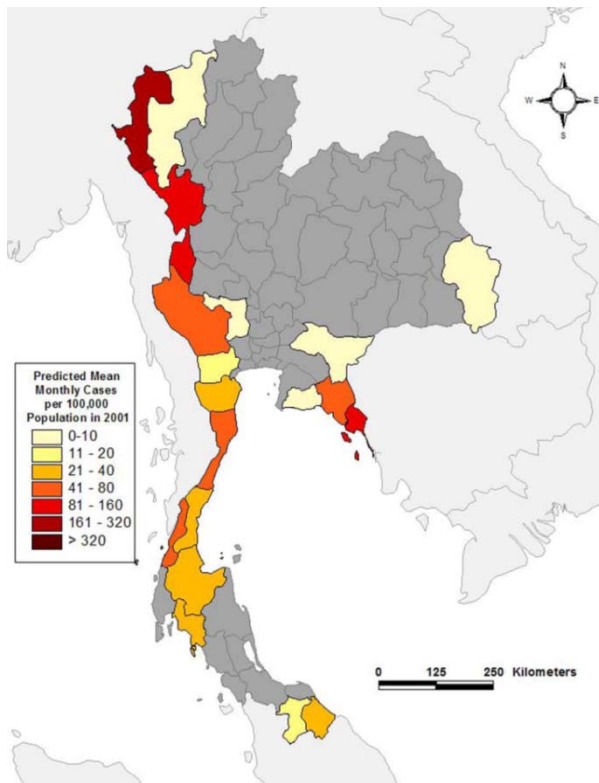 N
W E
S
Predicted Mean
Monthly Cases
per 100,000
Population in 2001
0-10
11 - 20
21 - 40
41 - 80
81 - 160
161 - 320
> 320
0 125 250 Kilometers